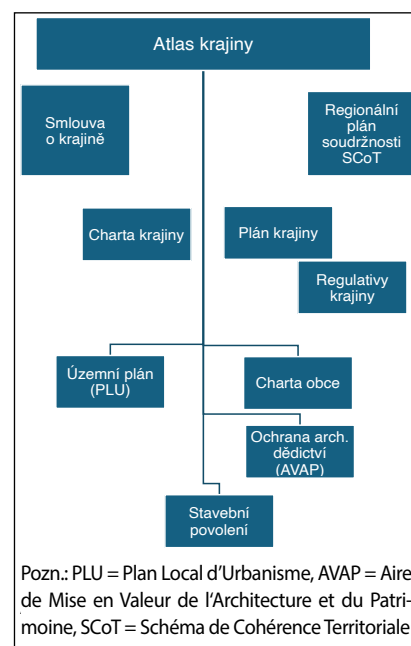 Atlas krajiny
Smlouva
o krajině
Regionální
plán
soudržnosti
SCoT
Charta krajiny
Plán krajiny
Regulativy
krajiny
Územní plán
(PLU)
Charta obce
Ochrana arch.
dědictví
(AVAP)
Stavební
povolení
Pozn.: PLU = Plan Local d’Urbanisme, AVAP = Aire
de Mise en Valeur de l‘Architecture et du Patri-
moine, SCoT = Schéma de Cohérence Territoriale